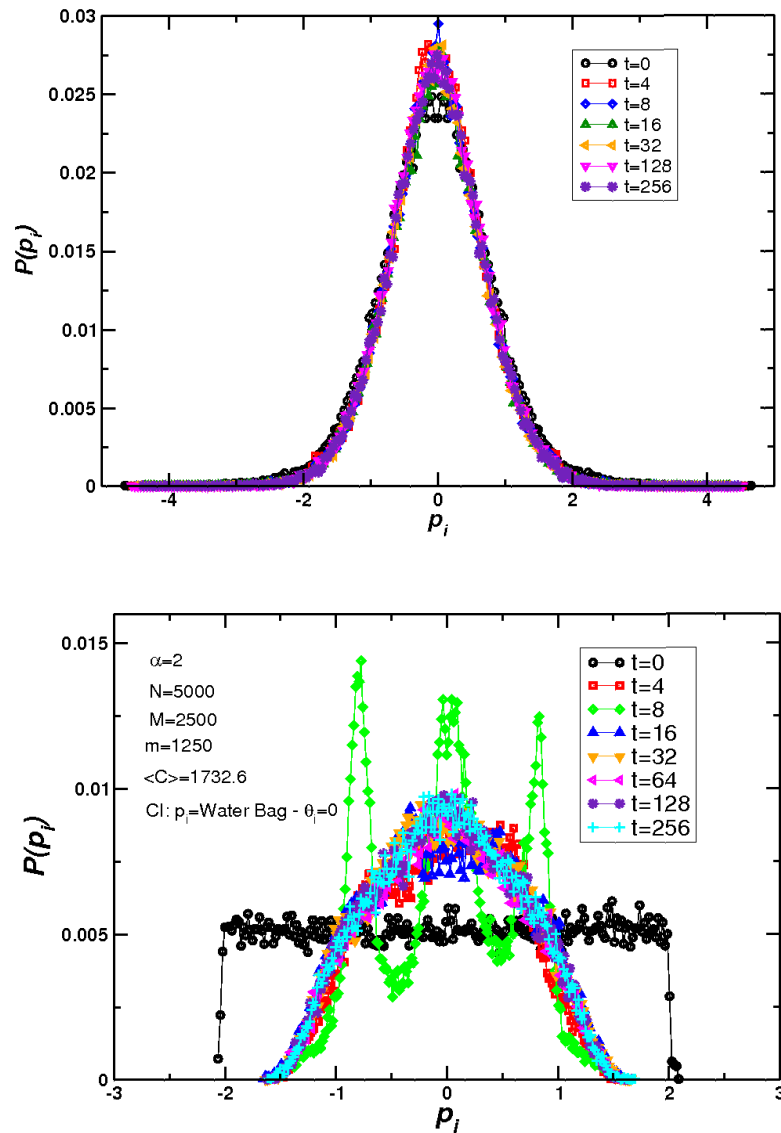 0.03
0.025
0.02
0.015
0.01
0.005
0
P(p_i)
t=0
t=4
t=8
t=16
t=32
t=128
t=256
-4 -2 0 2 4
p_i
0.015
0.01
0.005
0
P(p_i)
α=2
N=5000
M=2500
m=1250
<C>=1732.6
CI: p_i=Water Bag - θ_i=0
t=0
t=4
t=8
t=16
t=32
t=64
t=128
t=256
-3 -2 -1 0 1 2 3
p_i